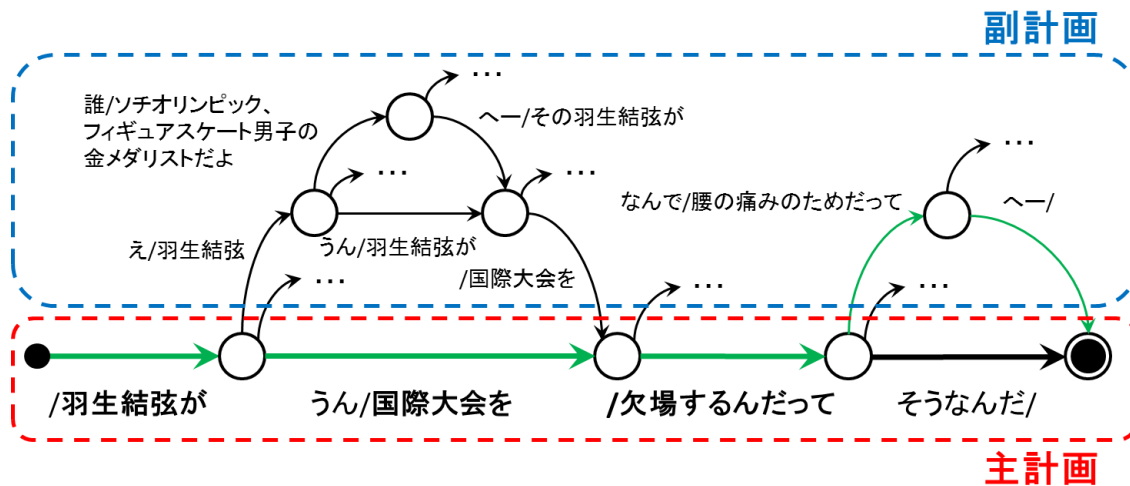 副計画
…
誰/ソチオリンピック、
フィギュアスケート男子の
金メダリストだよ
へー/その羽生結弦が
…
…
…
なんで/腰の痛みのためだって
へー/
え/羽生結弦
うん/羽生結弦が
/国際大会を
…
…
…
/羽生結弦が
うん/国際大会を
/欠場するんだって
そうなんだ/
主計画